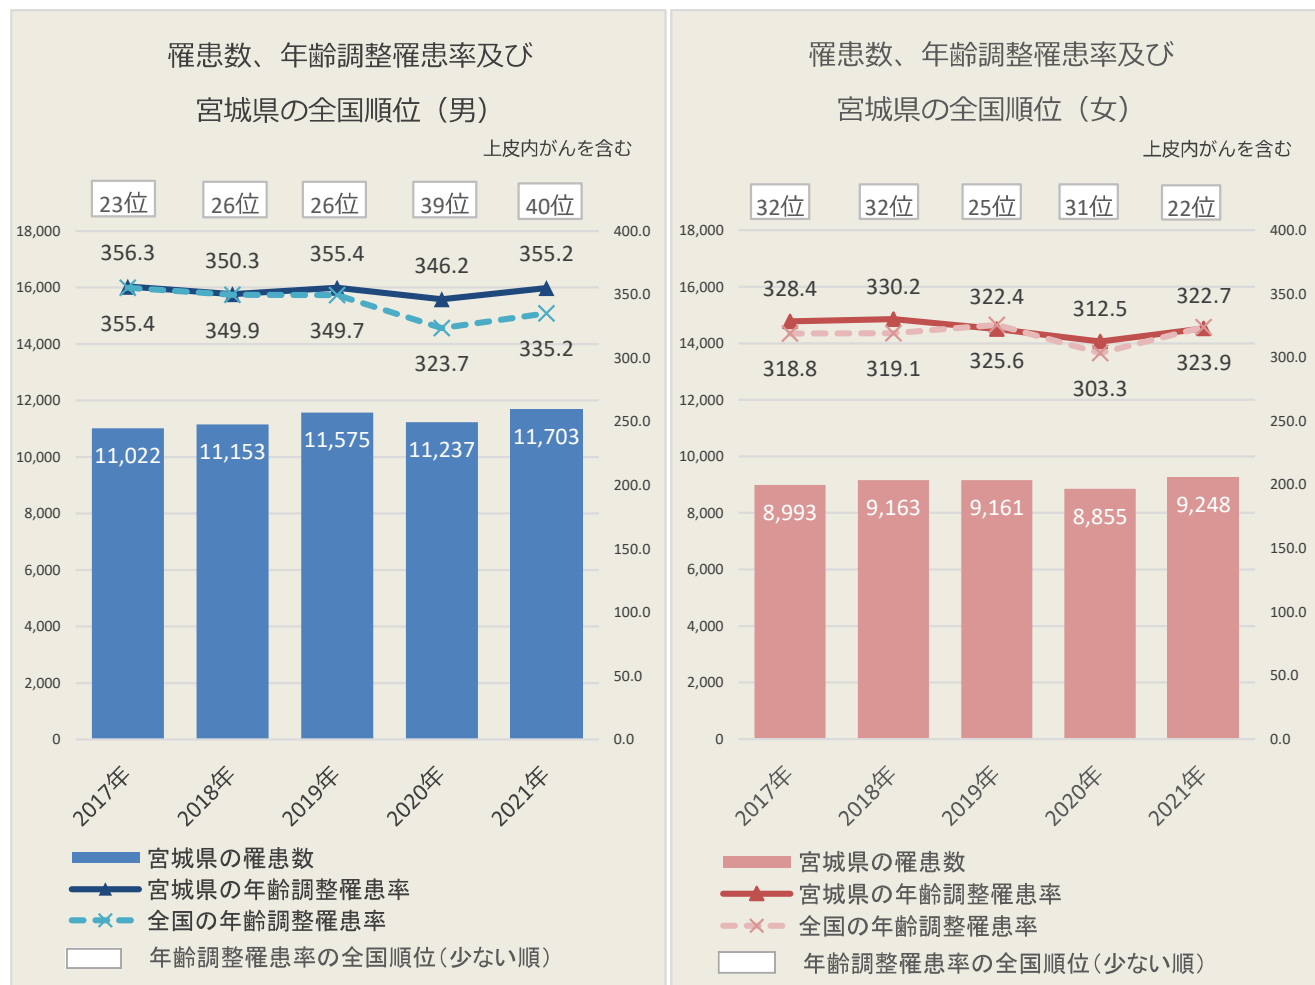 罹患数、年齢調整罹患率及び
宮城県の全国順位（男）
上皮内がんを含む
23位 26位 26位 39位 40位
18,000 400.0
356.3 350.3 355.4 346.2 355.2
16,000 350.0
355.4 349.9 349.7 323.7 335.2
14,000 300.0
12,000 250.0
11,022 11,153 11,575 11,237 11,703
10,000 200.0
8,000 150.0
6,000 100.0
4,000 50.0
2,000 0.0
0
2017年 2018年 2019年 2020年 2021年
宮城県の罹患数
宮城県の年齢調整罹患率
全国の年齢調整罹患率
年齢調整罹患率の全国順位（少ない順）
罹患数、年齢調整罹患率及び
宮城県の全国順位（女）
上皮内がんを含む
32位 32位 25位 31位 22位
18,000 400.0
328.4 330.2 322.4 312.5 322.7
16,000 350.0
318.8 319.1 325.6 303.3 323.9
14,000 300.0
12,000 250.0
10,000 200.0
8,993 9,163 9,161 8,855 9,248
8,000 150.0
6,000 100.0
4,000 50.0
2,000 0.0
0
2017年 2018年 2019年 2020年 2021年
宮城県の罹患数
宮城県の年齢調整罹患率
全国の年齢調整罹患率
年齢調整罹患率の全国順位（少ない順）